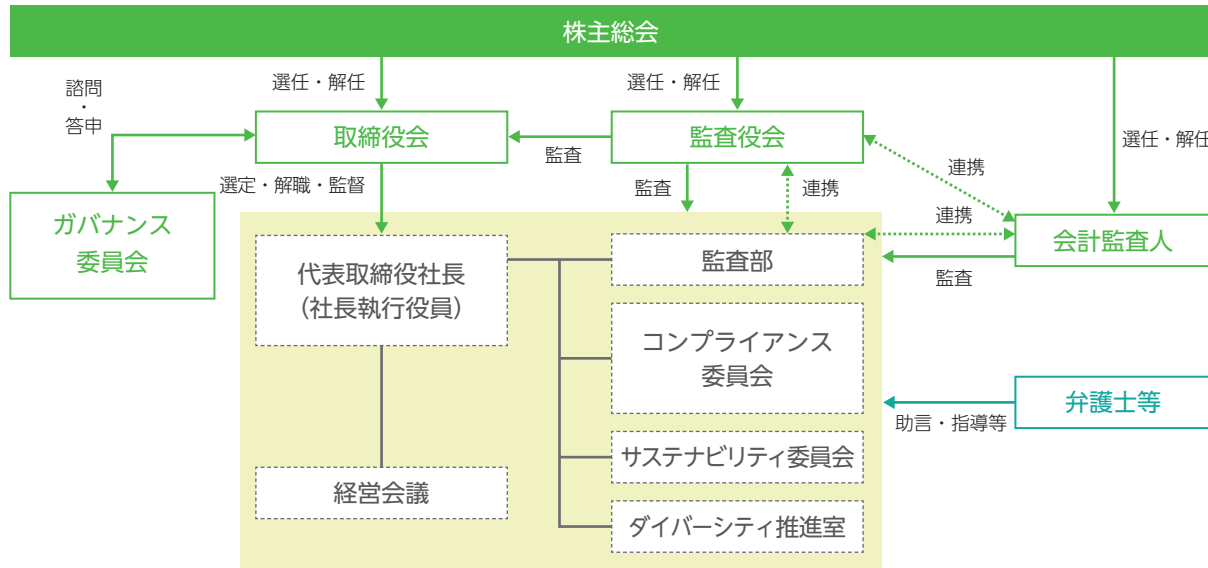 株主総会
諮問
・
答申
選任・解任
選任・解任
選任・解任
取締役会
監査
監査役会
選定・解職・監督
監査
連携
連携
連携
ガバナンス
委員会
会計監査人
監査
代表取締役社長
（社長執行役員）
監査部
コンプライアンス
委員会
弁護士等
助言・指導等
サステナビリティ委員会
経営会議
ダイバーシティ推進室